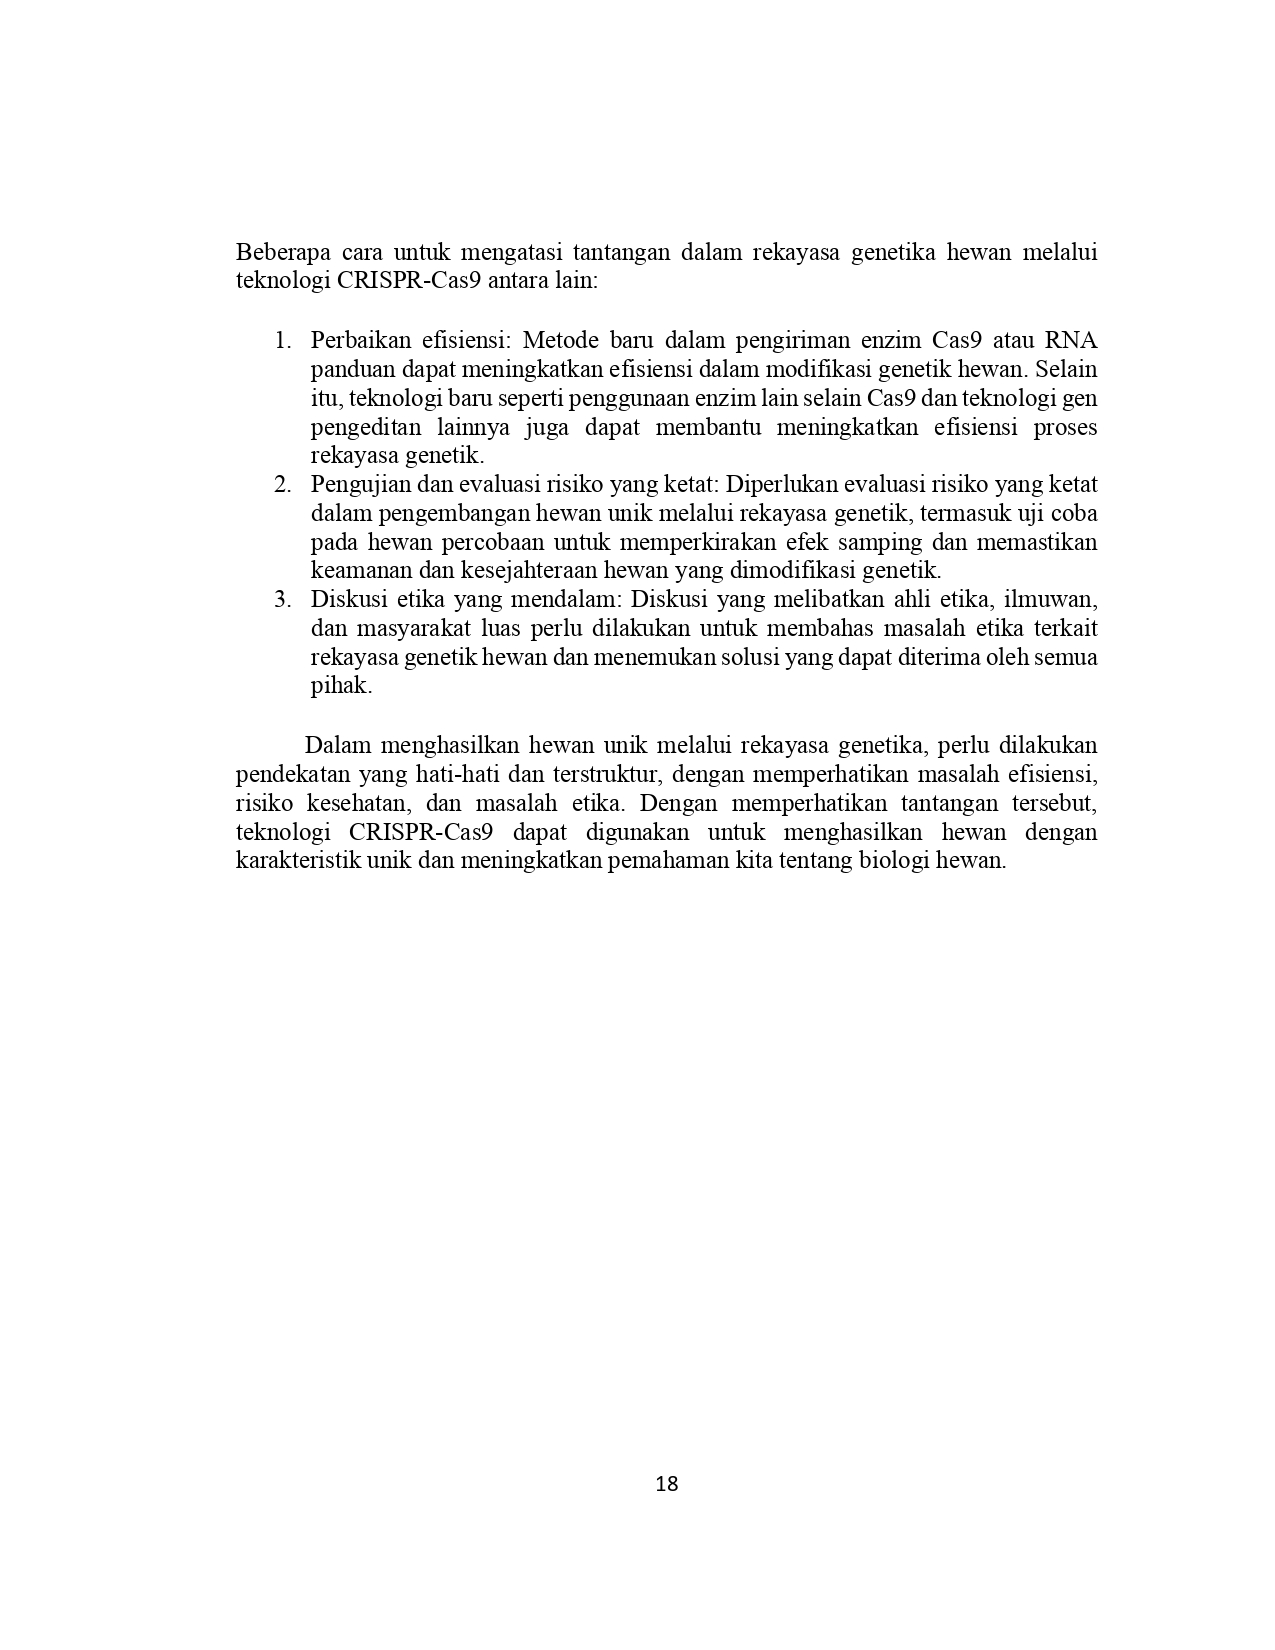 Beberapa cara untuk mengatasi tantangan dalam rekayasa genetika hewan melalui
teknologi CRISPR-Cas9 antara lain:
1. Perbaikan efisiensi: Metode baru dalam pengiriman enzim Cas9 atau RNA
panduan dapat meningkatkan efisiensi dalam modifikasi genetik hewan. Selain
itu, teknologi baru seperti penggunaan enzim lain selain Cas9 dan teknologi gen
pengeditan lainnya juga dapat membantu meningkatkan efisiensi proses
rekayasa genetik.
2. Pengujian dan evaluasi risiko yang ketat: Diperlukan evaluasi risiko yang ketat
dalam pengembangan hewan unik melalui rekayasa genetik, termasuk uji coba
pada hewan percobaan untuk memperkirakan efek samping dan memastikan
keamanan dan kesejahteraan hewan yang dimodifikasi genetik.
3. Diskusi etika yang mendalam: Diskusi yang melibatkan ahli etika, ilmuwan,
dan masyarakat luas perlu dilakukan untuk membahas masalah etika terkait
rekayasa genetik hewan dan menemukan solusi yang dapat diterima oleh semua
pihak.
Dalam menghasilkan hewan unik melalui rekayasa genetika, perlu dilakukan
pendekatan yang hati-hati dan terstruktur, dengan memperhatikan masalah efisiensi,
risiko kesehatan, dan masalah etika. Dengan memperhatikan tantangan tersebut,
teknologi CRISPR-Cas9 dapat digunakan untuk menghasilkan hewan dengan
karakteristik unik dan meningkatkan pemahaman kita tentang biologi hewan.
18